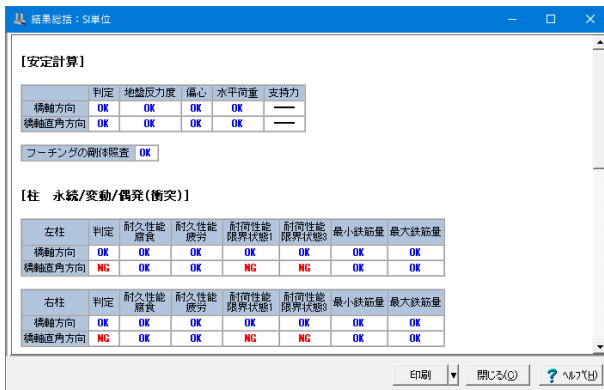 結果総括：SI単位
[安定計算]
判定 地盤反力度 偏心 水平荷重 支持力
橋軸方向 OK OK OK OK ──
橋軸直角方向 OK OK OK OK ──
フーチングの剛体照査 OK
[柱 永続/変動/偶発(衝突)]
左柱 判定 耐久性能腐食 耐久性能疲労 耐荷性能限界状態1 耐荷性能限界状態3 最小鉄筋量 最大鉄筋量
橋軸方向 OK OK OK OK OK OK OK
橋軸直角方向 NG OK OK NG NG OK OK
右柱 判定 耐久性能腐食 耐久性能疲労 耐荷性能限界状態1 耐荷性能限界状態3 最小鉄筋量 最大鉄筋量
橋軸方向 OK OK OK OK OK OK OK
橋軸直角方向 NG OK OK NG NG OK OK
印刷 閉じる(C) ? ヘルプ(H)